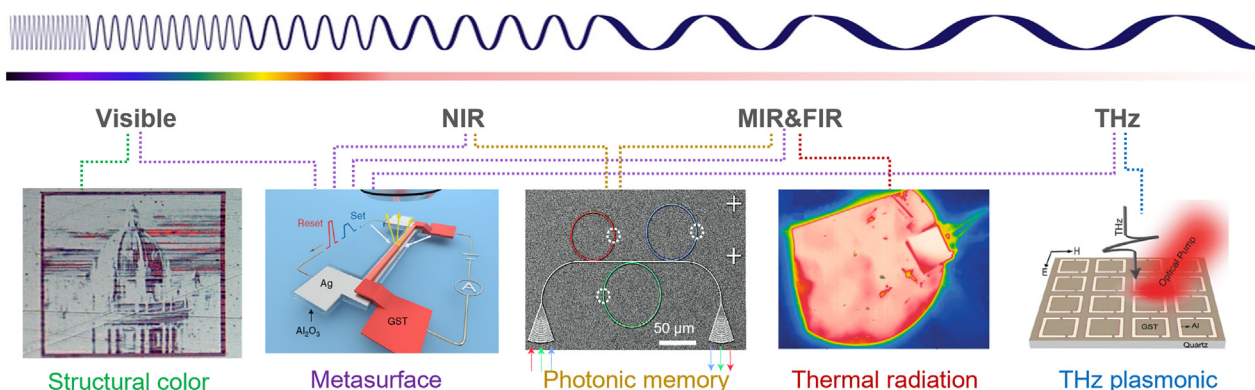 Visible NIR MIR&FIR THz
Reset Set
Ag
Al₂O₃
GST
A
50 μm
THz
Optical Pump
H
E
GST Al
Quartz
Structural color Metasurface Photonic memory Thermal radiation THz plasmonic